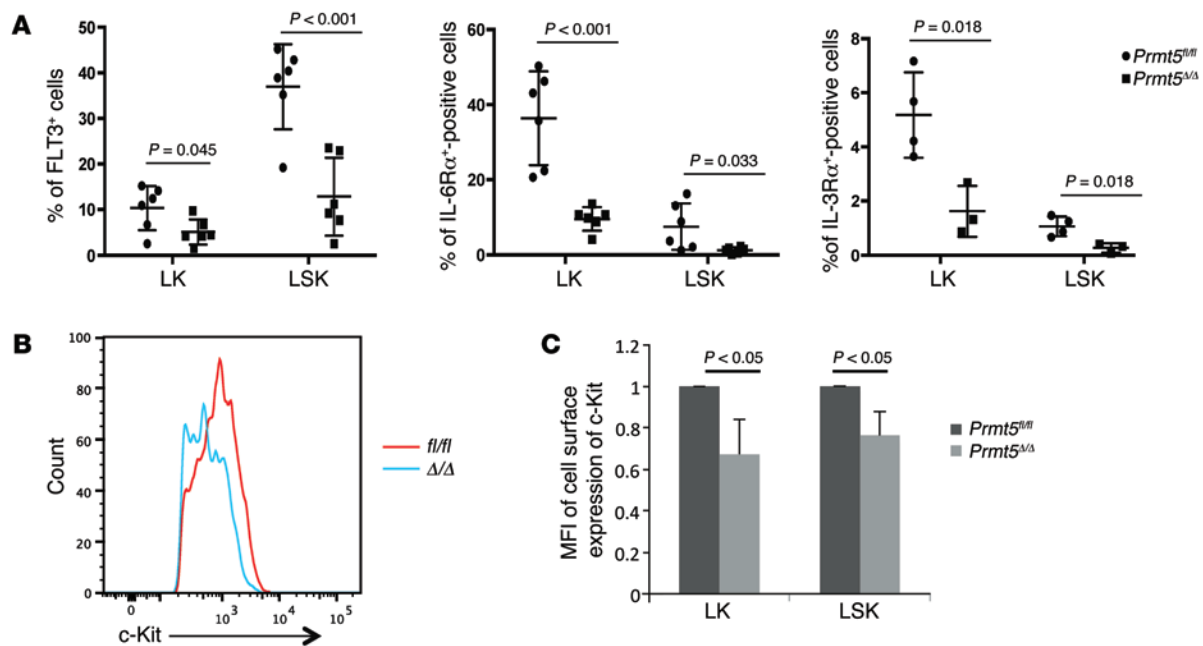 A
% of FLT3⁺ cells
50
40
30
20
10
0
P < 0.001
P = 0.045
LK
LSK
% of IL-6Rα⁺-positive cells
60
40
20
0
P < 0.001
P = 0.033
LK
LSK
%of IL-3Rα⁺-positive cells
8
6
4
2
0
P = 0.018
P = 0.018
LK
LSK
Prmt5fl/fl
Prmt5Δ/Δ
B
Count
100
80
60
40
20
0
0
10³
10⁴
10⁵
c-Kit
fl/fl
Δ/Δ
C
MFI of cell surface
expression of c-Kit
1.2
1
0.8
0.6
0.4
0.2
0
P < 0.05
P < 0.05
LK
LSK
Prmt5fl/fl
Prmt5Δ/Δ